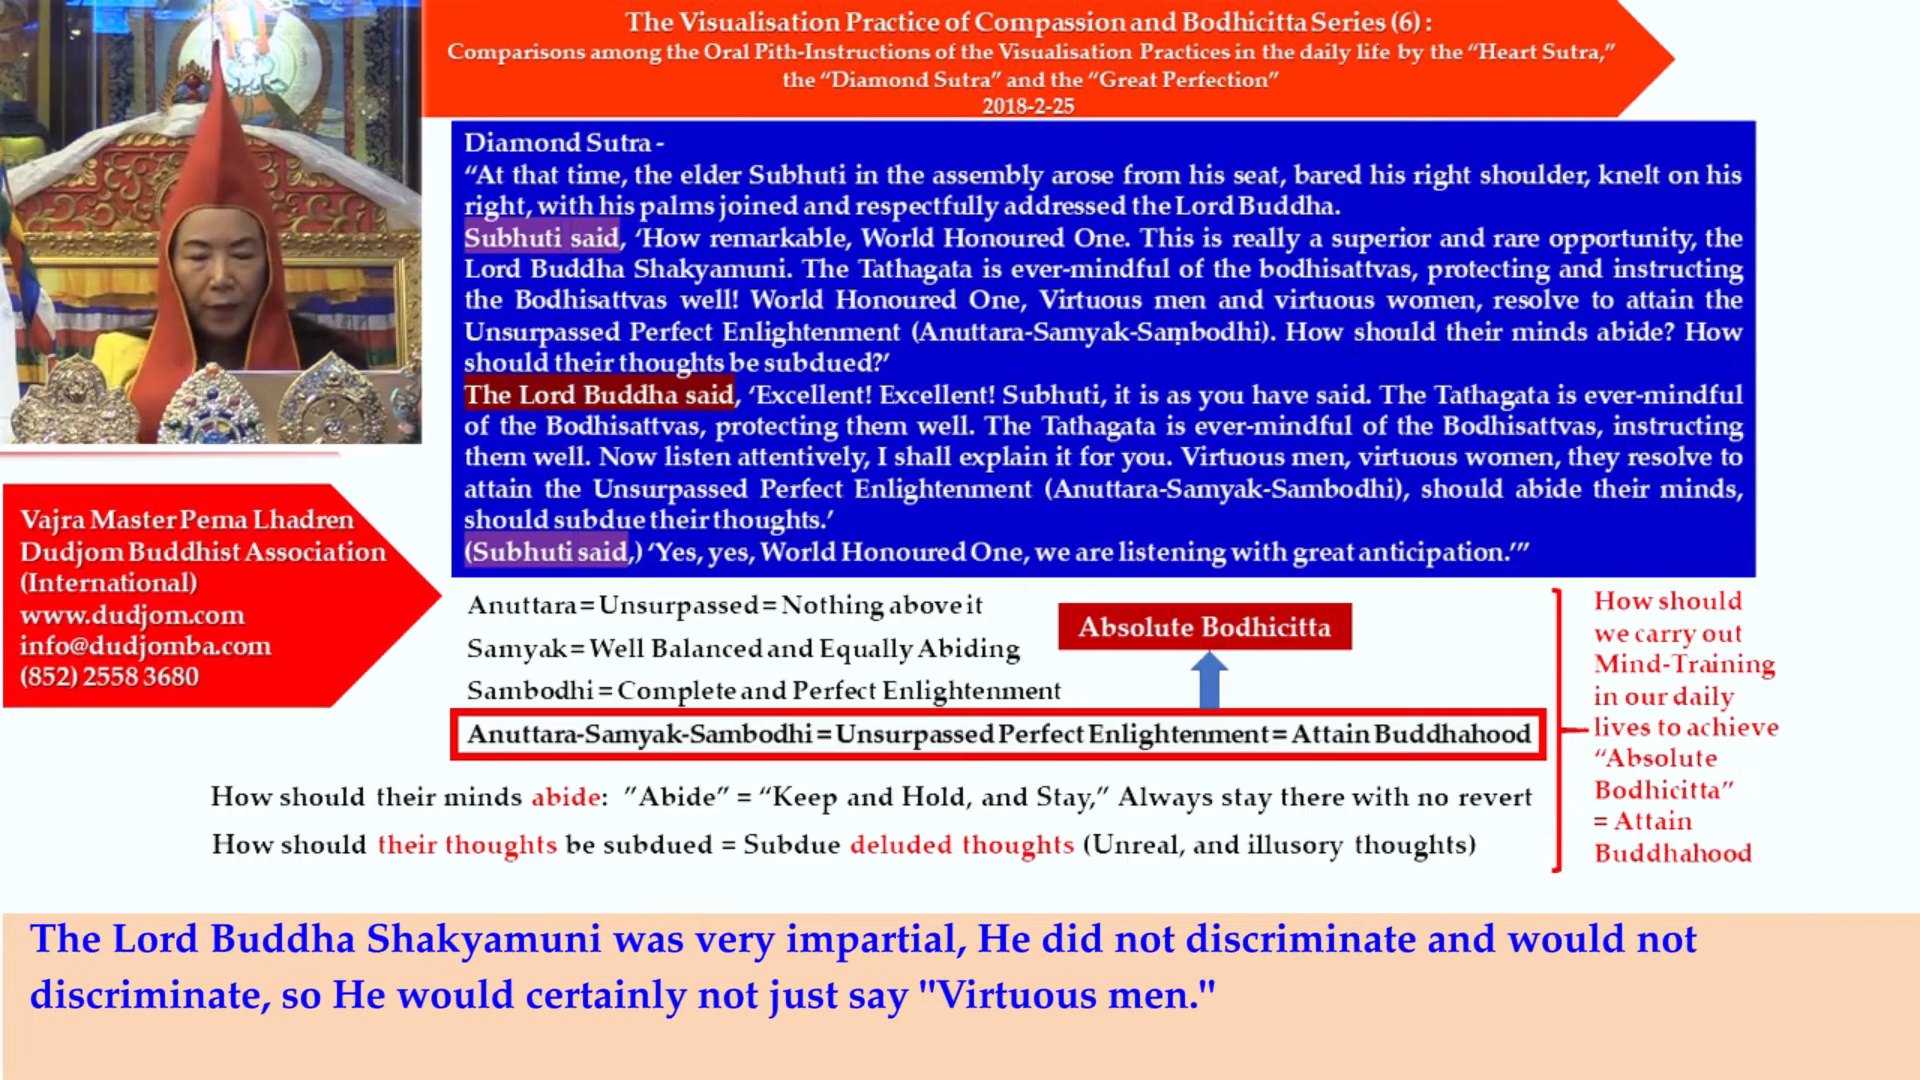 The Visualisation Practice of Compassion and Bodhicitta Series (6) :
Comparisons among the Oral Pith-Instructions of the Visualisation Practices in the daily life by the “Heart Sutra,”
the “Diamond Sutra” and the “Great Perfection”
2018-2-25
Diamond Sutra -
“At that time, the elder Subhuti in the assembly arose from his seat, bared his right shoulder, knelt on his
right, with his palms joined and respectfully addressed the Lord Buddha.
Subhuti said, ‘How remarkable, World Honoured One. This is really a superior and rare opportunity, the
Lord Buddha Shakyamuni. The Tathagata is ever-mindful of the bodhisattvas, protecting and instructing
the Bodhisattvas well! World Honoured One, Virtuous men and virtuous women, resolve to attain the
Unsurpassed Perfect Enlightenment (Anuttara-Samyak-Saṃbodhi). How should their minds abide? How
should their thoughts be subdued?’
The Lord Buddha said, ‘Excellent! Excellent! Subhuti, it is as you have said. The Tathagata is ever-mindful
of the Bodhisattvas, protecting them well. The Tathagata is ever-mindful of the Bodhisattvas, instructing
them well. Now listen attentively, I shall explain it for you. Virtuous men, virtuous women, they resolve to
attain the Unsurpassed Perfect Enlightenment (Anuttara-Samyak-Sambodhi), should abide their minds,
should subdue their thoughts.’
(Subhuti said,) ‘Yes, yes, World Honoured One, we are listening with great anticipation.’”
Vajra Master Pema Lhadren
Dudjom Buddhist Association
(International)
www.dudjom.com
info@dudjomba.com
(852) 2558 3680
Anuttara = Unsurpassed = Nothing above it
Samyak = Well Balanced and Equally Abiding
Sambodhi = Complete and Perfect Enlightenment
Absolute Bodhicitta
Anuttara-Samyak-Sambodhi = Unsurpassed Perfect Enlightenment = Attain Buddhahood
How should their minds abide: ”Abide” = “Keep and Hold, and Stay,” Always stay there with no revert
How should their thoughts be subdued = Subdue deluded thoughts (Unreal, and illusory thoughts)
How should
we carry out
Mind-Training
in our daily
lives to achieve
“Absolute
Bodhicitta”
= Attain
Buddhahood
The Lord Buddha Shakyamuni was very impartial, He did not discriminate and would not
discriminate, so He would certainly not just say "Virtuous men."